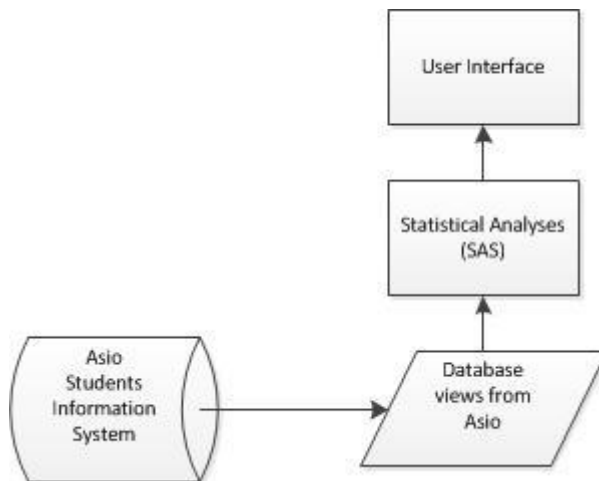 User Interface
Statistical Analyses
(SAS)
Asio
Students
Information
System
Database
views from
Asio